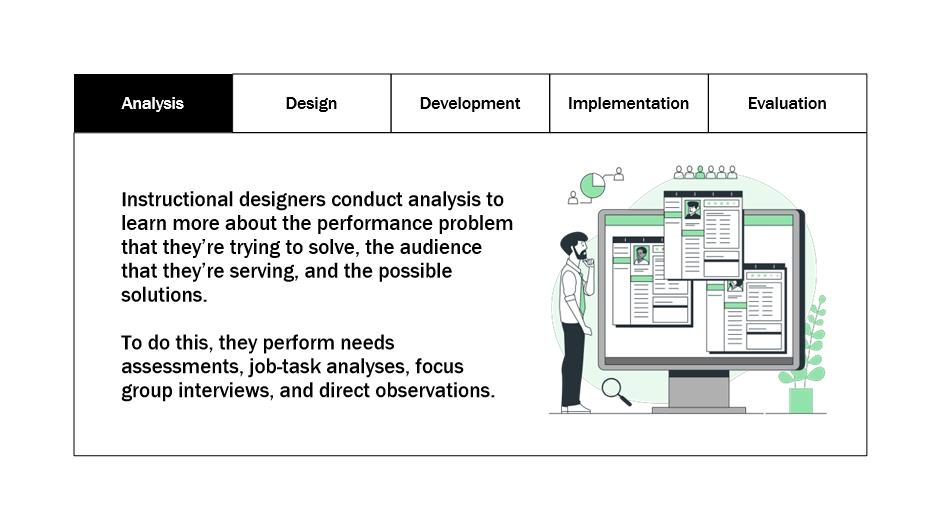 Analysis
Design
Development
Implementation
Evaluation
Instructional designers conduct analysis to
learn more about the performance problem
that they’re trying to solve, the audience
that they’re serving, and the possible
solutions.
To do this, they perform needs
assessments, job-task analyses, focus
group interviews, and direct observations.